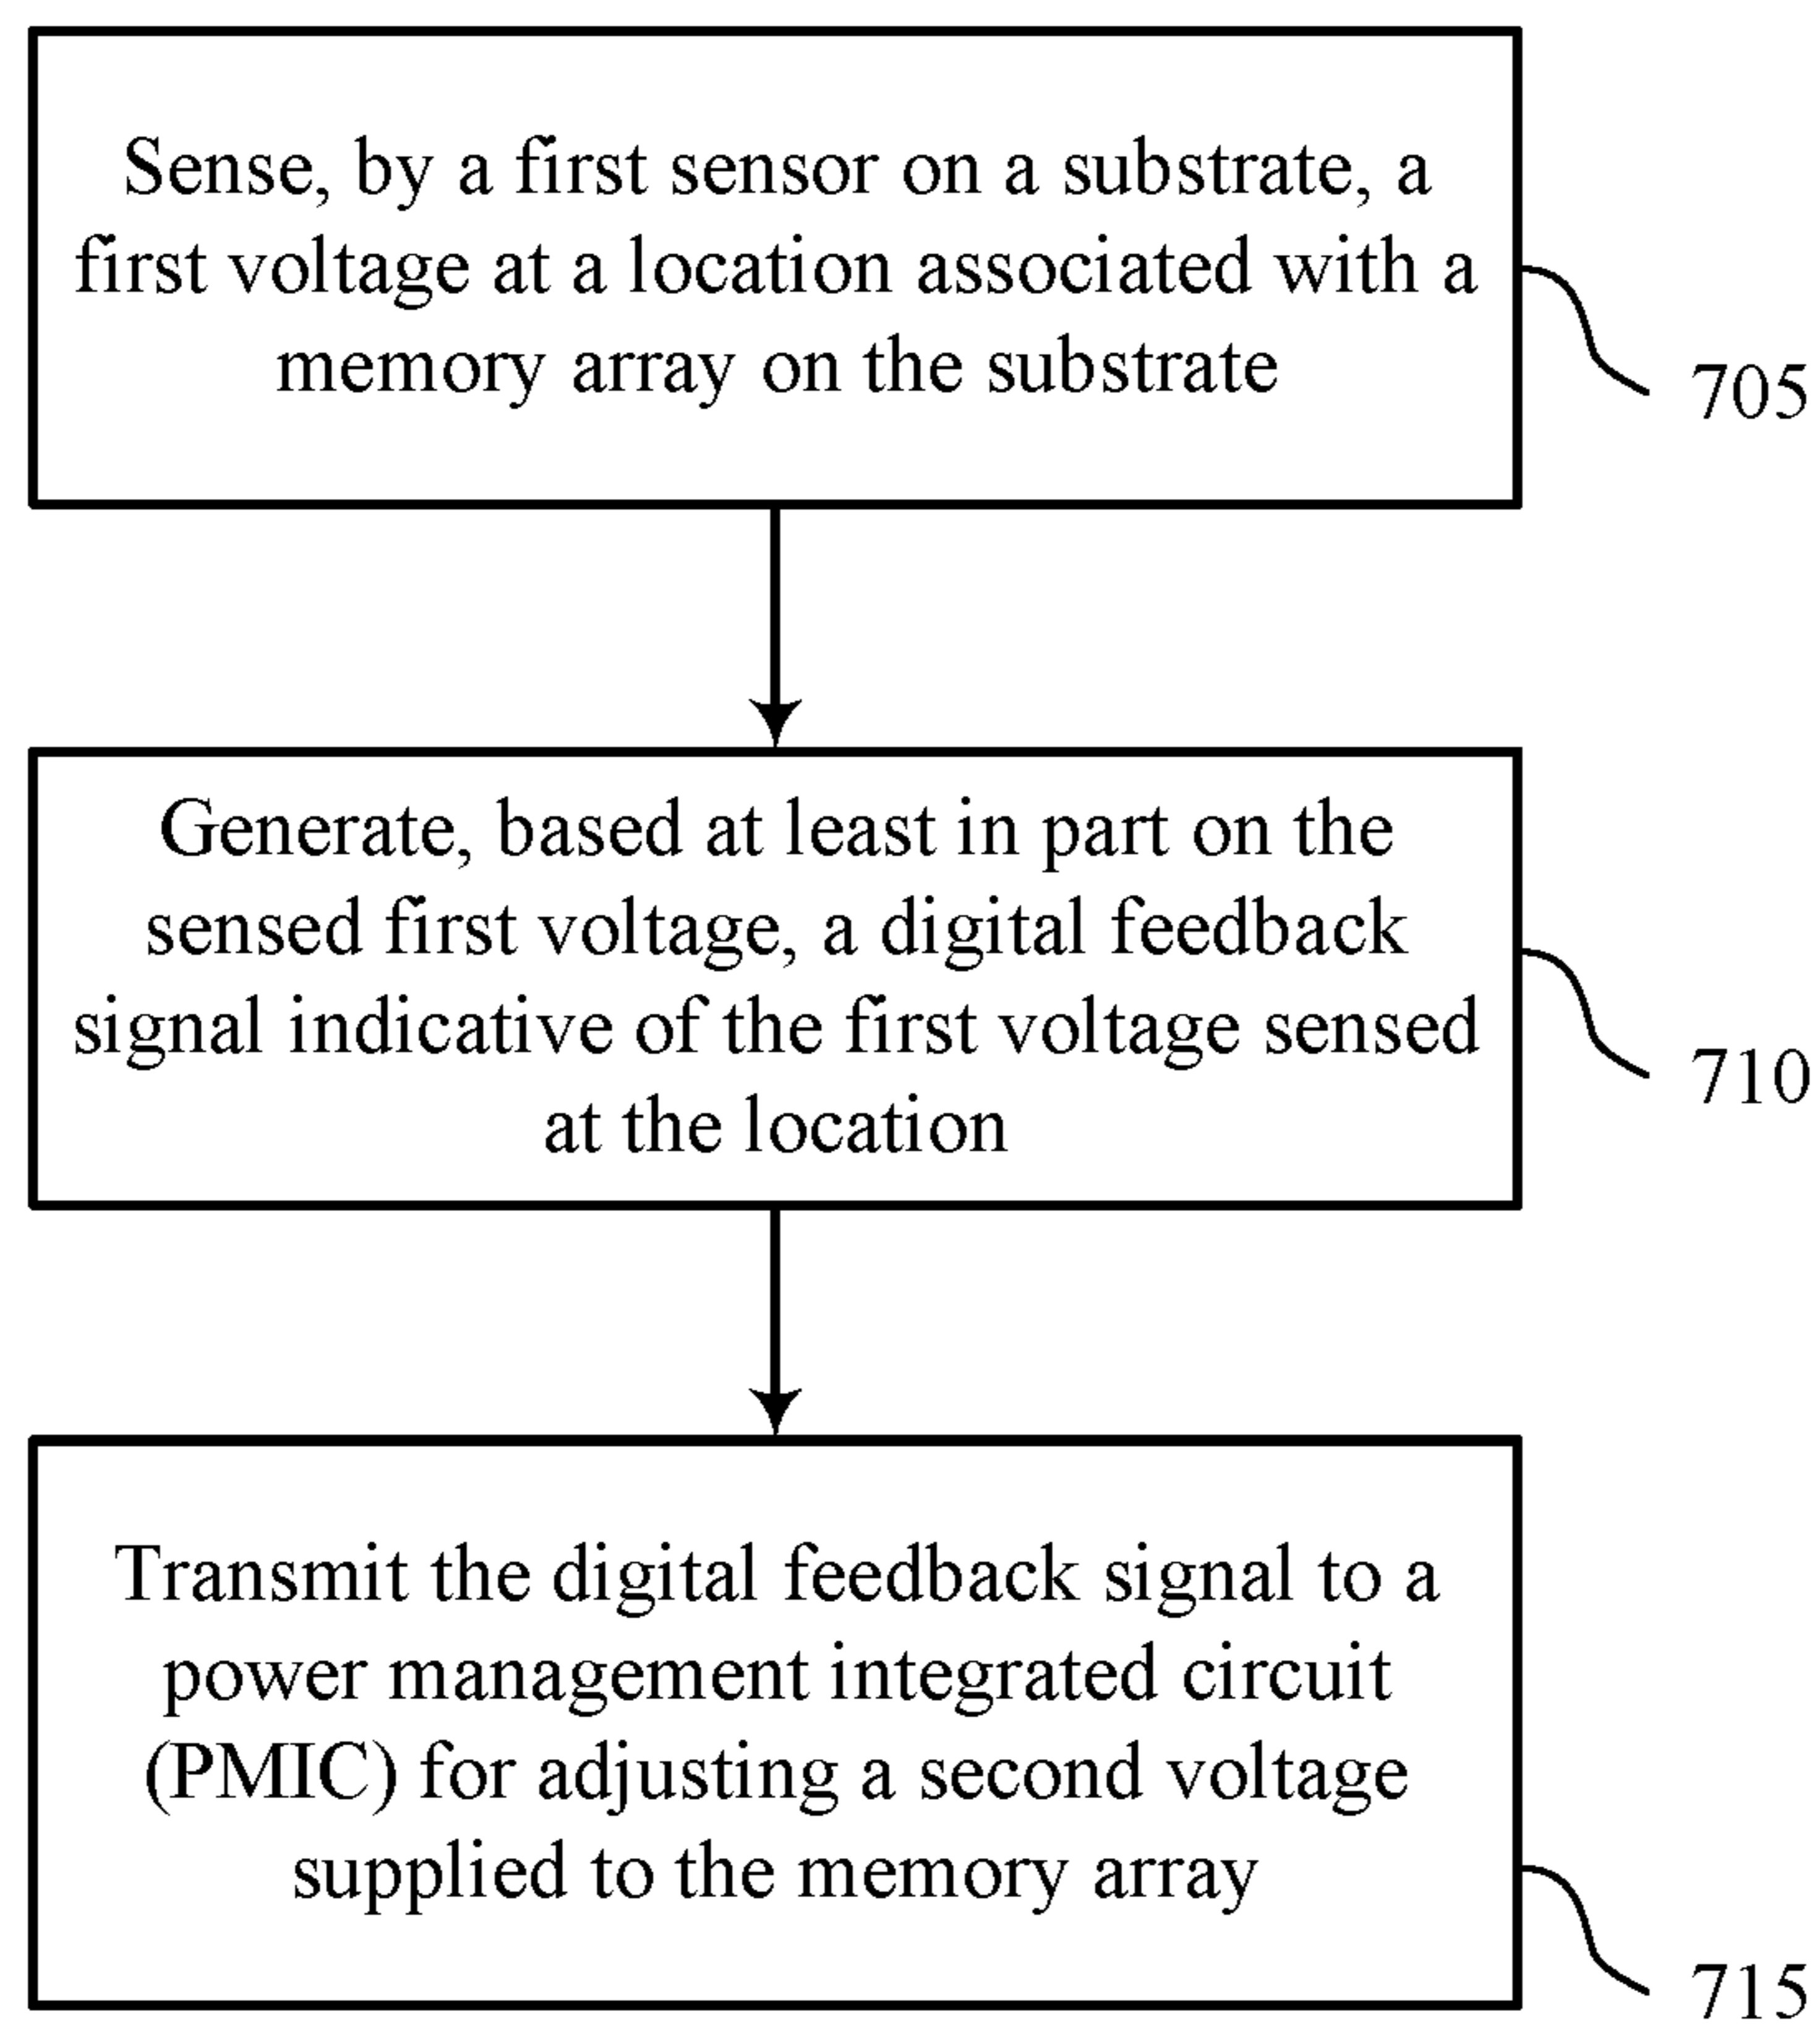 Sense, by a first sensor on a substrate, a
first voltage at a location associated with a
memory array on the substrate
705
Generate, based at least in part on the
sensed first voltage, a digital feedback
signal indicative of the first voltage sensed
at the location
710
Transmit the digital feedback signal to a
power management integrated circuit
(PMIC) for adjusting a second voltage
supplied to the memory array
715